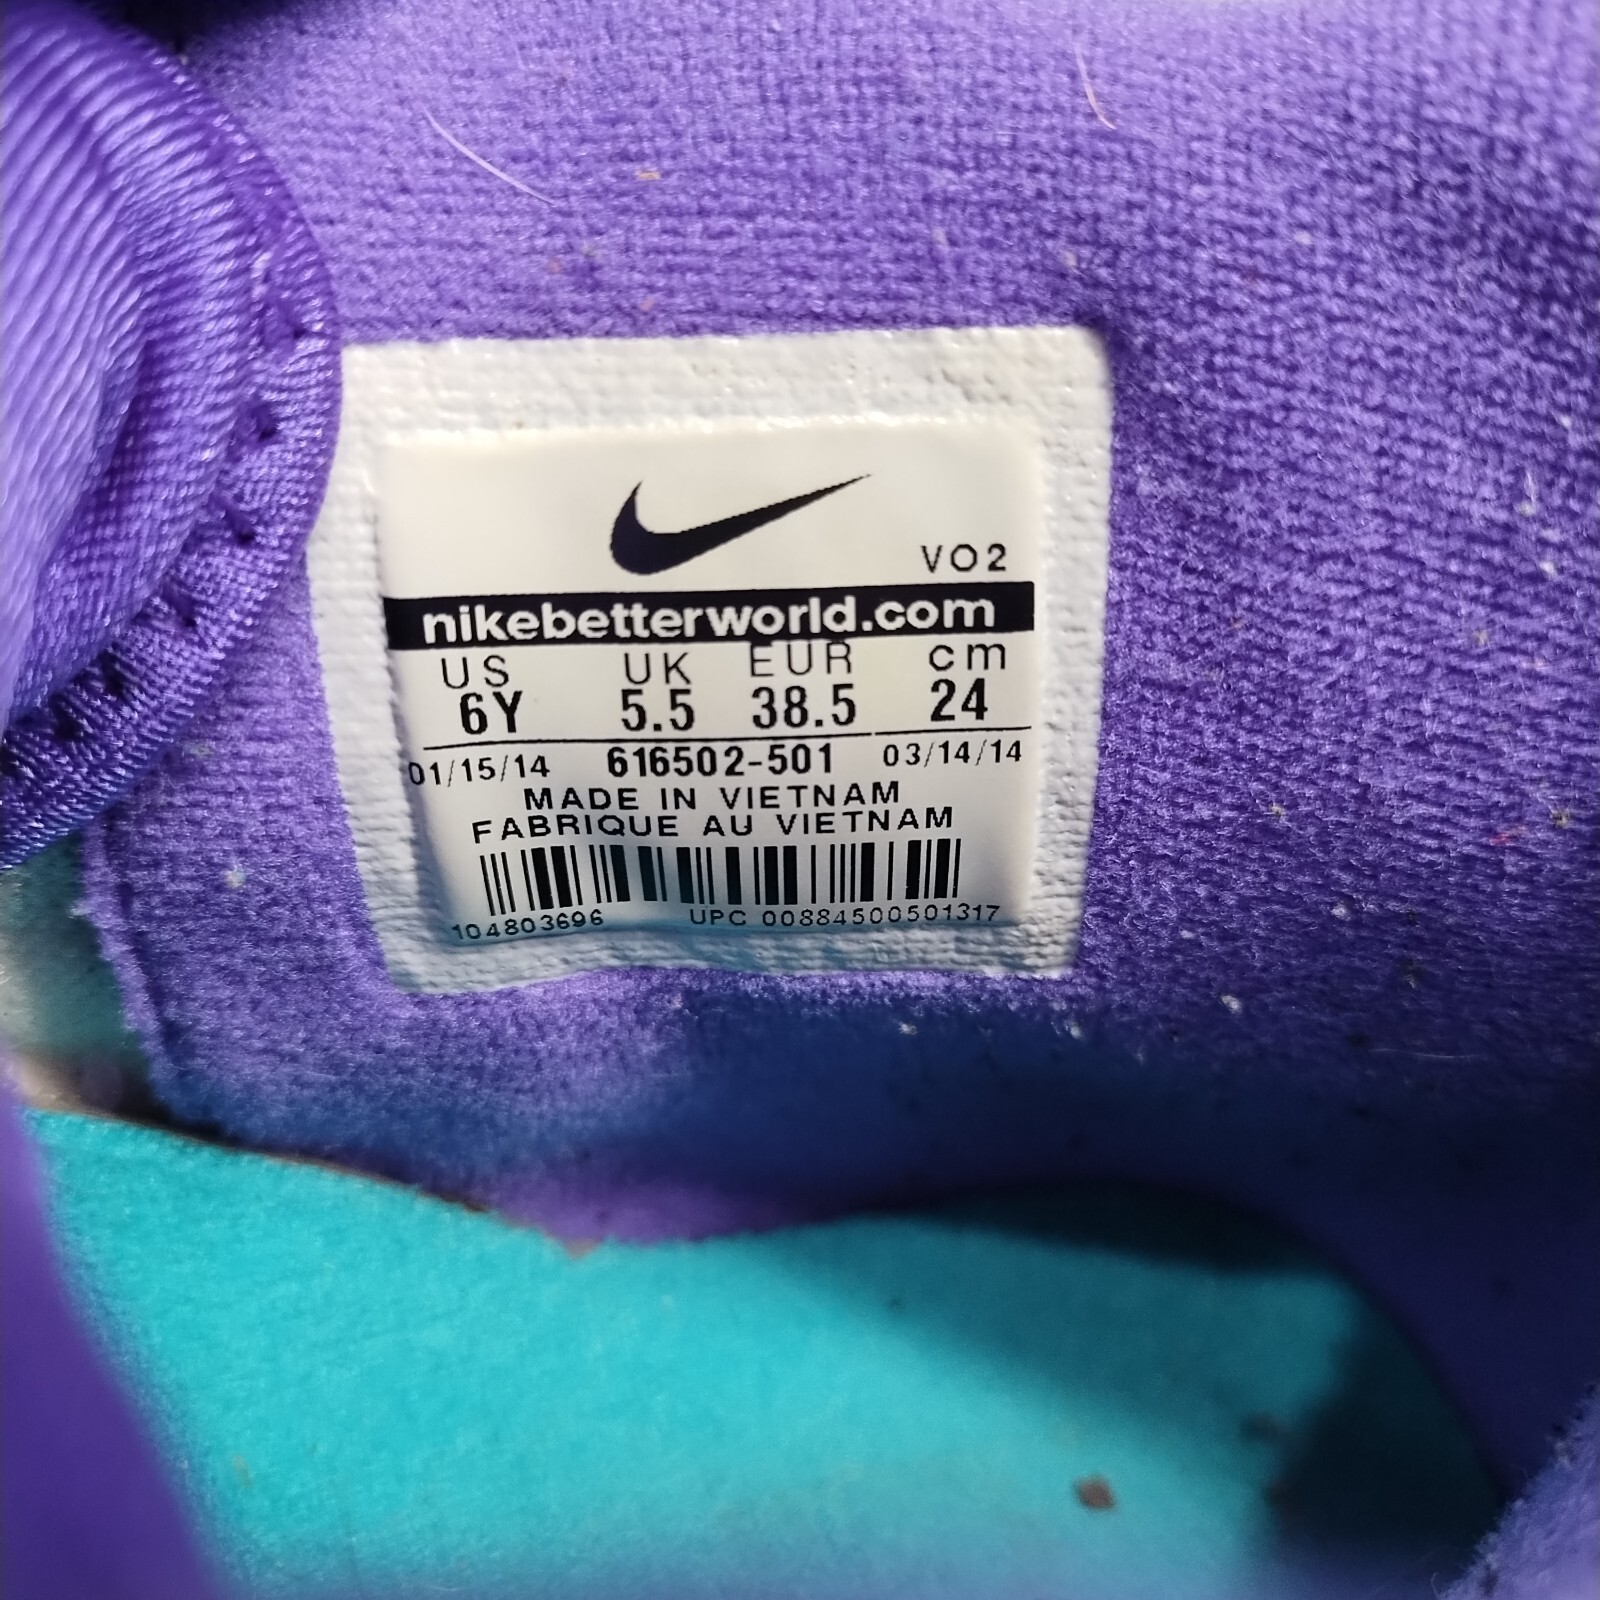 VO2
nikebetterworld.com
US UK EUR cm
6Y 5.5 38.5 24
01/15/14 616502-501 03/14/14
MADE IN VIETNAM
FABRIQUE AU VIETNAM
104803696 UPC 00884500501317